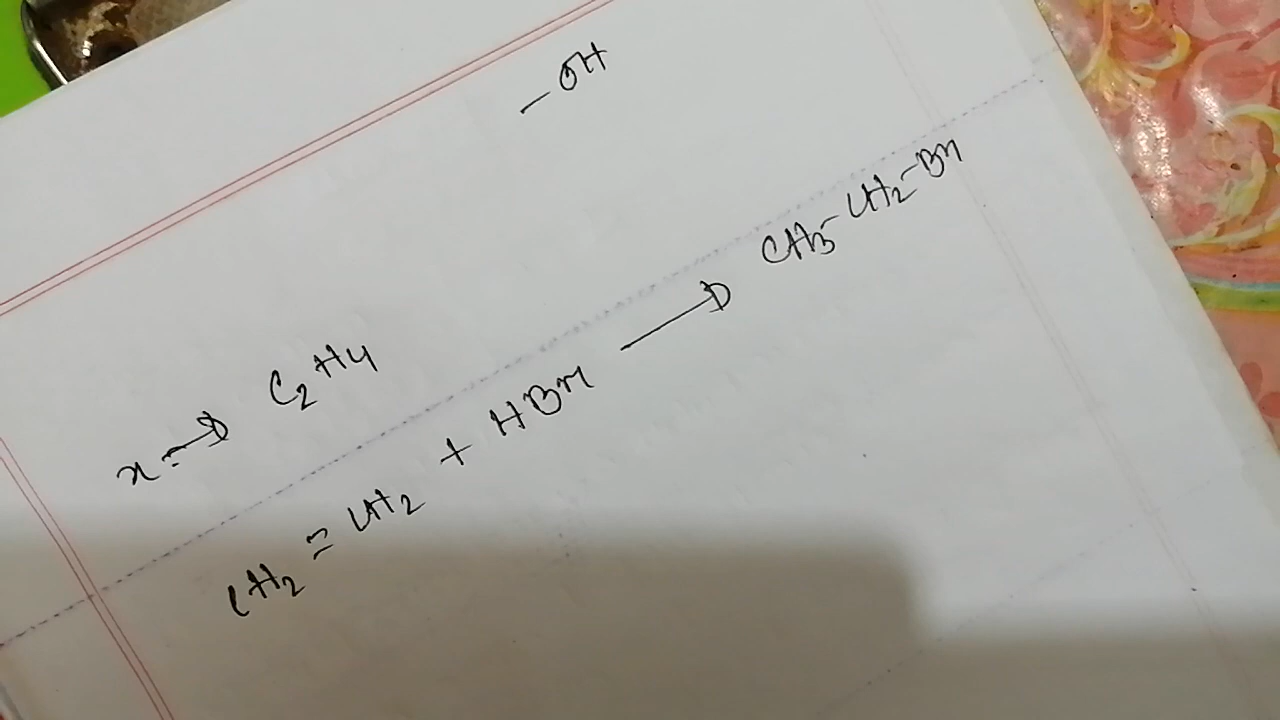 – OH
x → C2H4
CH2 = CH2 + HBr → CH3 – CH2 – Br